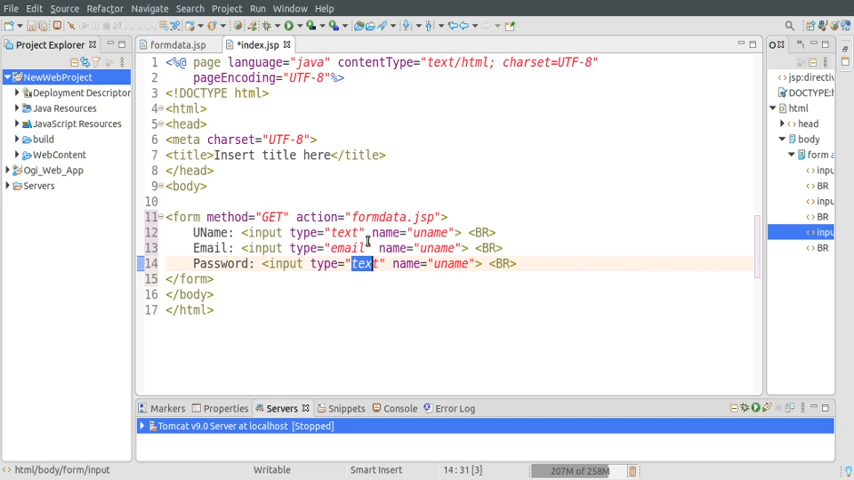 File Edit Source Refactor Navigate Search Project Run Window Help
Project Explorer
formdata.jsp
*index.jsp
NewWebProject
Deployment Descriptor
Java Resources
JavaScript Resources
build
WebContent
Ogi_Web_App
Servers
1 <%@ page language="java" contentType="text/html; charset=UTF-8"
2 pageEncoding="UTF-8"%>
3 <!DOCTYPE html>
4 <html>
5 <head>
6 <meta charset="UTF-8">
7 <title>Insert title here</title>
8 </head>
9 <body>
10
11 <form method="GET" action="formdata.jsp">
12 UName: <input type="text" name="uname"> <BR>
13 Email: <input type="email" name="uname"> <BR>
14 Password: <input type="text" name="uname"> <BR>
15 </form>
16 </body>
17 </html>
jsp:directiv
DOCTYPE:h
html
head
body
form a
inpu
BR
inpu
BR
inpu
BR
Markers Properties Servers Snippets Console Error Log
Tomcat v9.0 Server at localhost [Stopped]
html/body/form/input Writable Smart Insert 14 : 31 [3] 207M of 258M